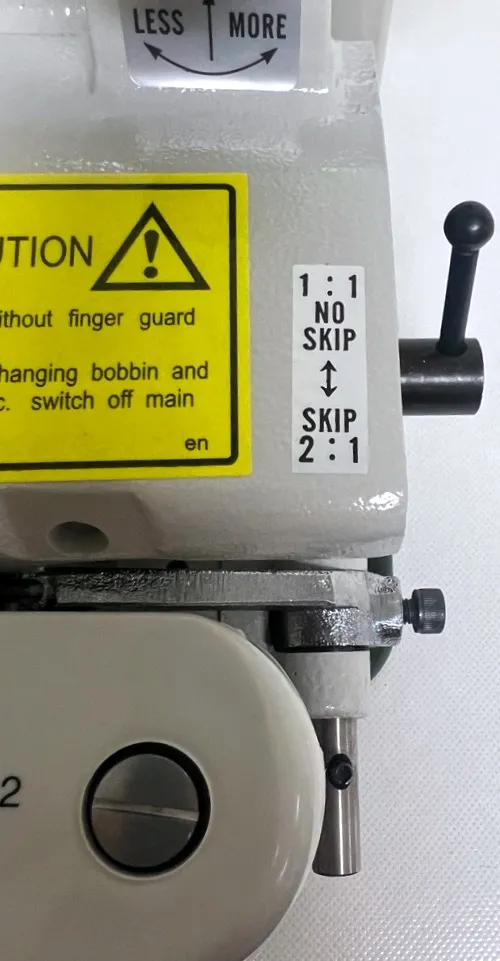 LESS MORE
UTION
ithout finger guard
hanging bobbin and
c. switch off main
en
1 : 1
NO
SKIP
SKIP
2 : 1
2